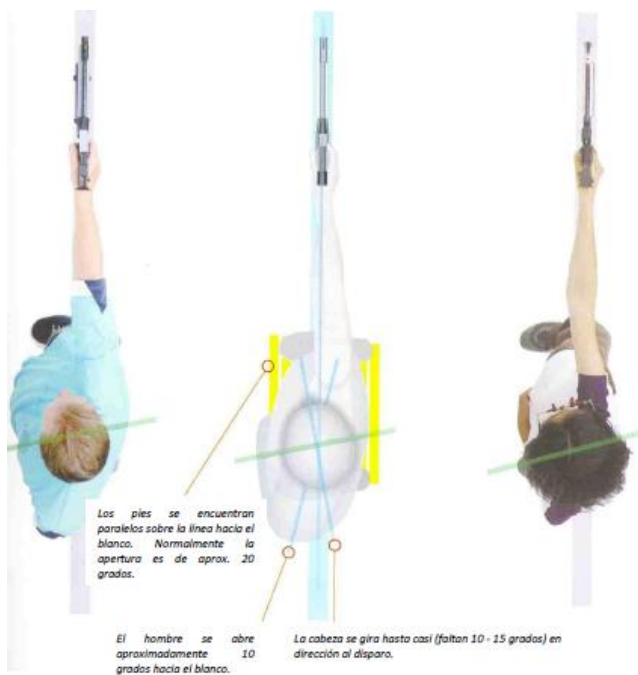 Los pies se encuentran
paralelos sobre la línea hacia el
blanco. Normalmente la
apertura es de aprox. 20
grados.
El hombre se abre
aproximadamente 10
grados hacia el blanco.
La cabeza se gira hasta casi (faltan 10 - 15 grados) en
dirección al disparo.